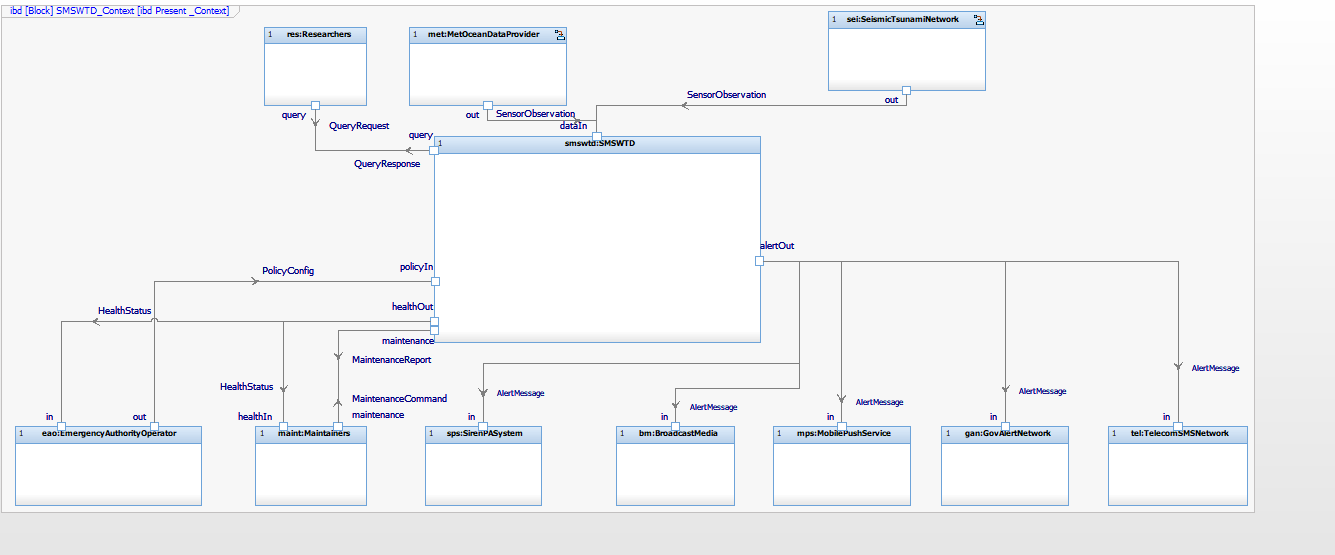 ibd [Block] SMSWTD_Context [ibd Present _Context]
1 res:Researchers
1 met:MetOceanDataProvider
1 sei:SeismicTsunamiNetwork
query
QueryRequest
out
SensorObservation
SensorObservation
out
dataIn
query
QueryResponse
1 smswtd:SMSWTD
alertOut
policyIn
PolicyConfig
healthOut
HealthStatus
maintenance
MaintenanceReport
HealthStatus
MaintenanceCommand
AlertMessage
AlertMessage
AlertMessage
AlertMessage
AlertMessage
in
out
healthIn
maintenance
in
in
in
in
in
1 eao:EmergencyAuthorityOperator
1 maint:Maintainers
1 sps:SirenPASystem
1 bm:BroadcastMedia
1 mps:MobilePushService
1 gan:GovAlertNetwork
1 tel:TelecomSMSNetwork